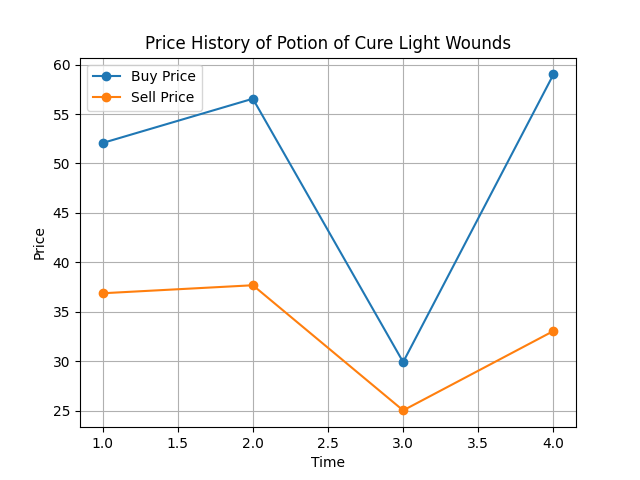 Price History of Potion of Cure Light Wounds
Buy Price
Sell Price
60
55
50
45
40
35
30
25
Price
1.0 1.5 2.0 2.5 3.0 3.5 4.0
Time